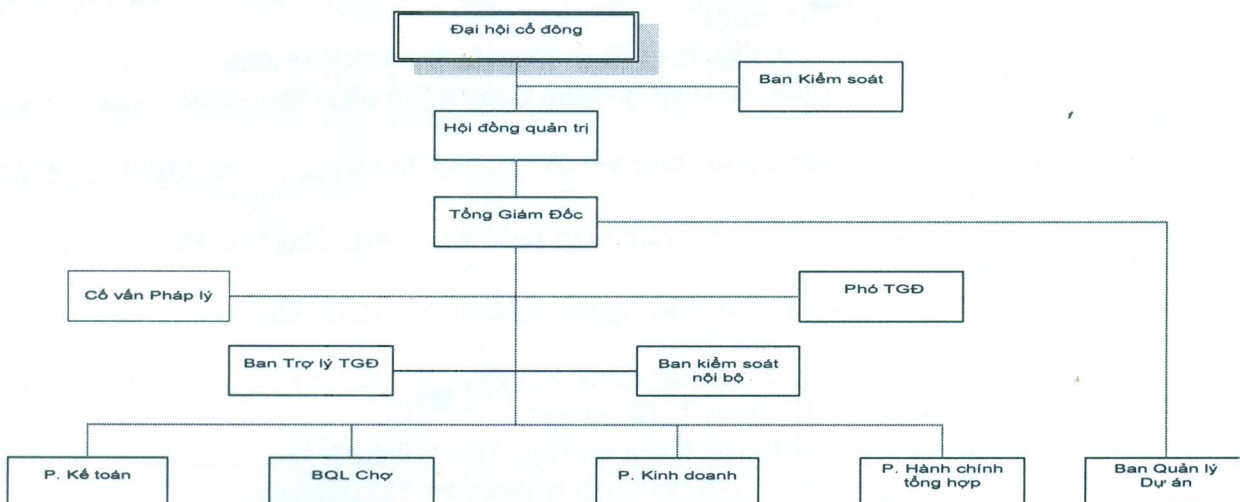 Đại hội cổ đông
Ban Kiểm soát
Hội đồng quản trị
Tổng Giám Đốc
Cố vấn Pháp lý
Phó TGĐ
Ban Trợ lý TGĐ
Ban kiểm soát
nội bộ
P. Kế toán
BQL Chợ
P. Kinh doanh
P. Hành chính
tổng hợp
Ban Quản lý
Dự án